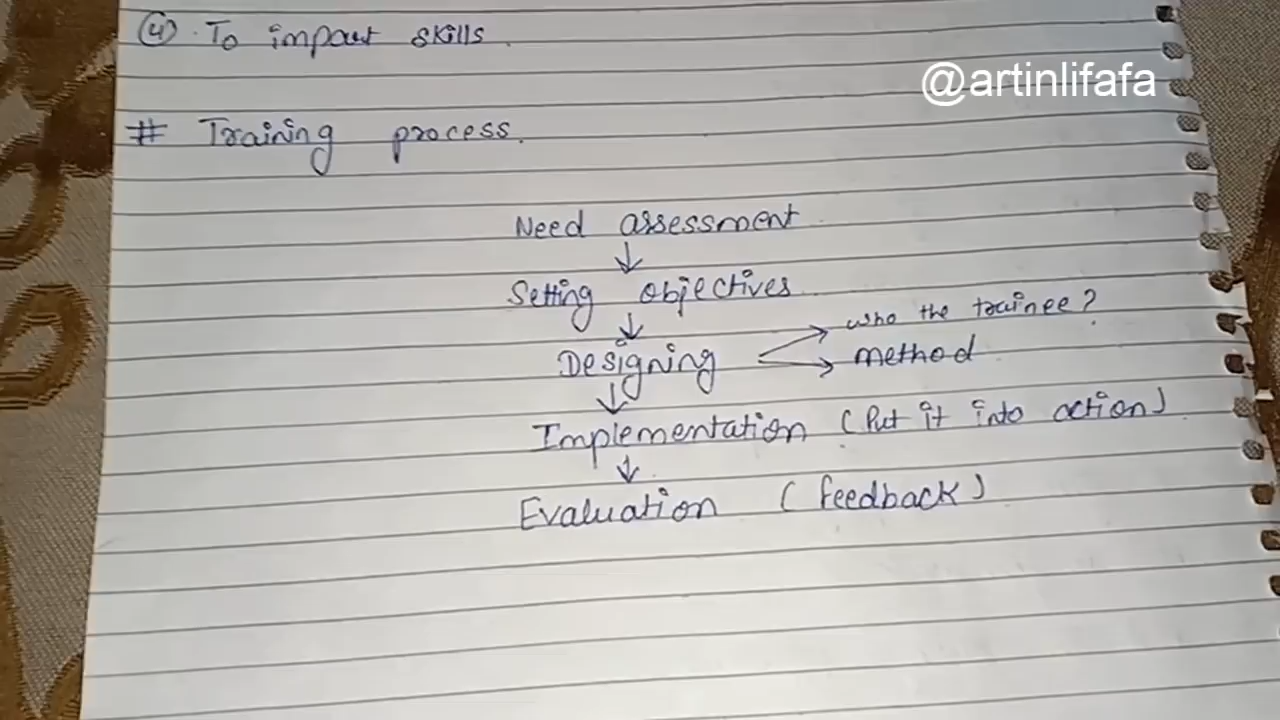 (4) To impart skills.
@artinlifafa
# Training process.
Need assessment
↓
Setting objectives
↓
Designing → who the trainee?
→ method
↓
Implementation (Put it into action)
↓
Evaluation (feedback)